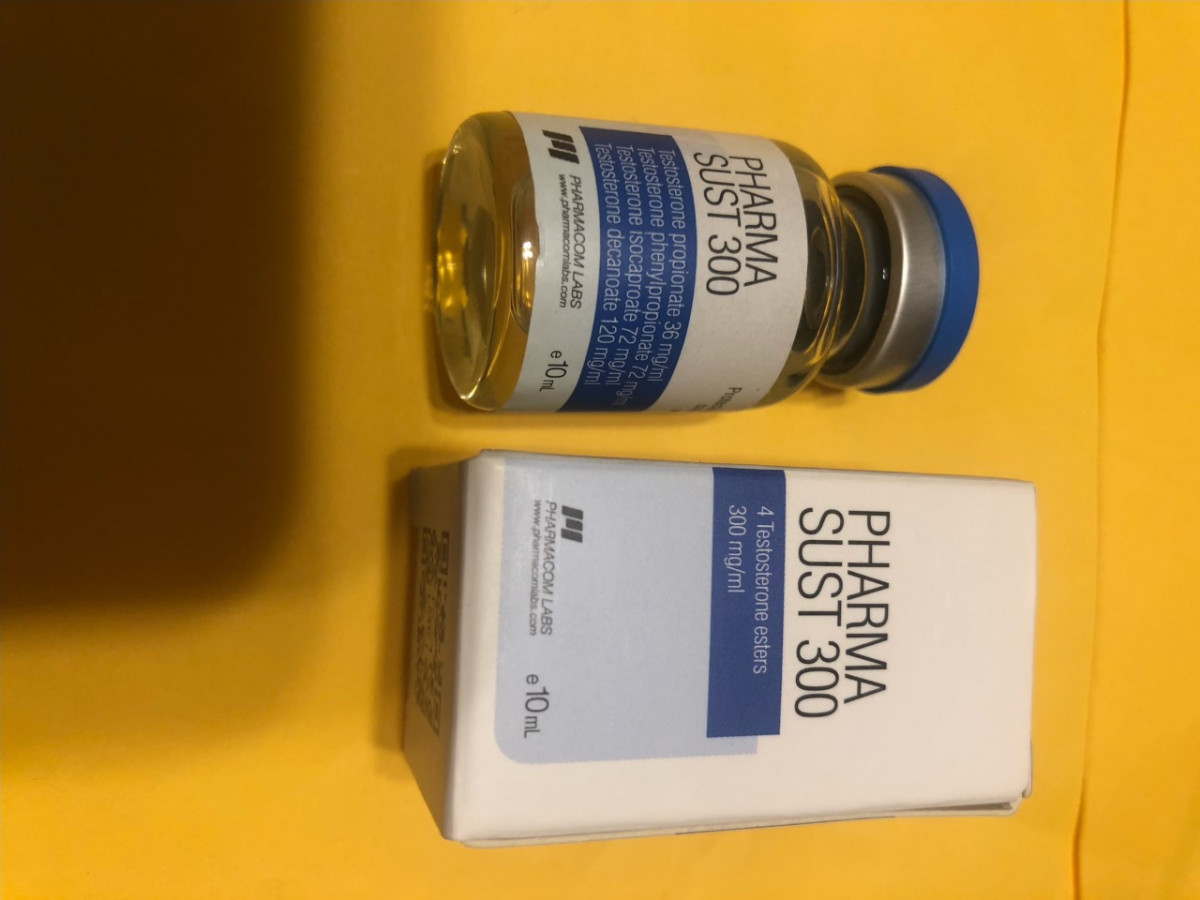 PHARMA
SUST 300
Testosterone propionate 36 mg/ml
Testosterone phenylpropionate 72 mg/ml
Testosterone isocaproate 72 mg/ml
Testosterone decanoate 120 mg/ml
PHARMACOM LABS
www.pharmacomlabs.com
e 10 mL
PHARMA
SUST 300
4 Testosterone esters
300 mg/ml
PHARMACOM LABS
www.pharmacomlabs.com
e 10 mL